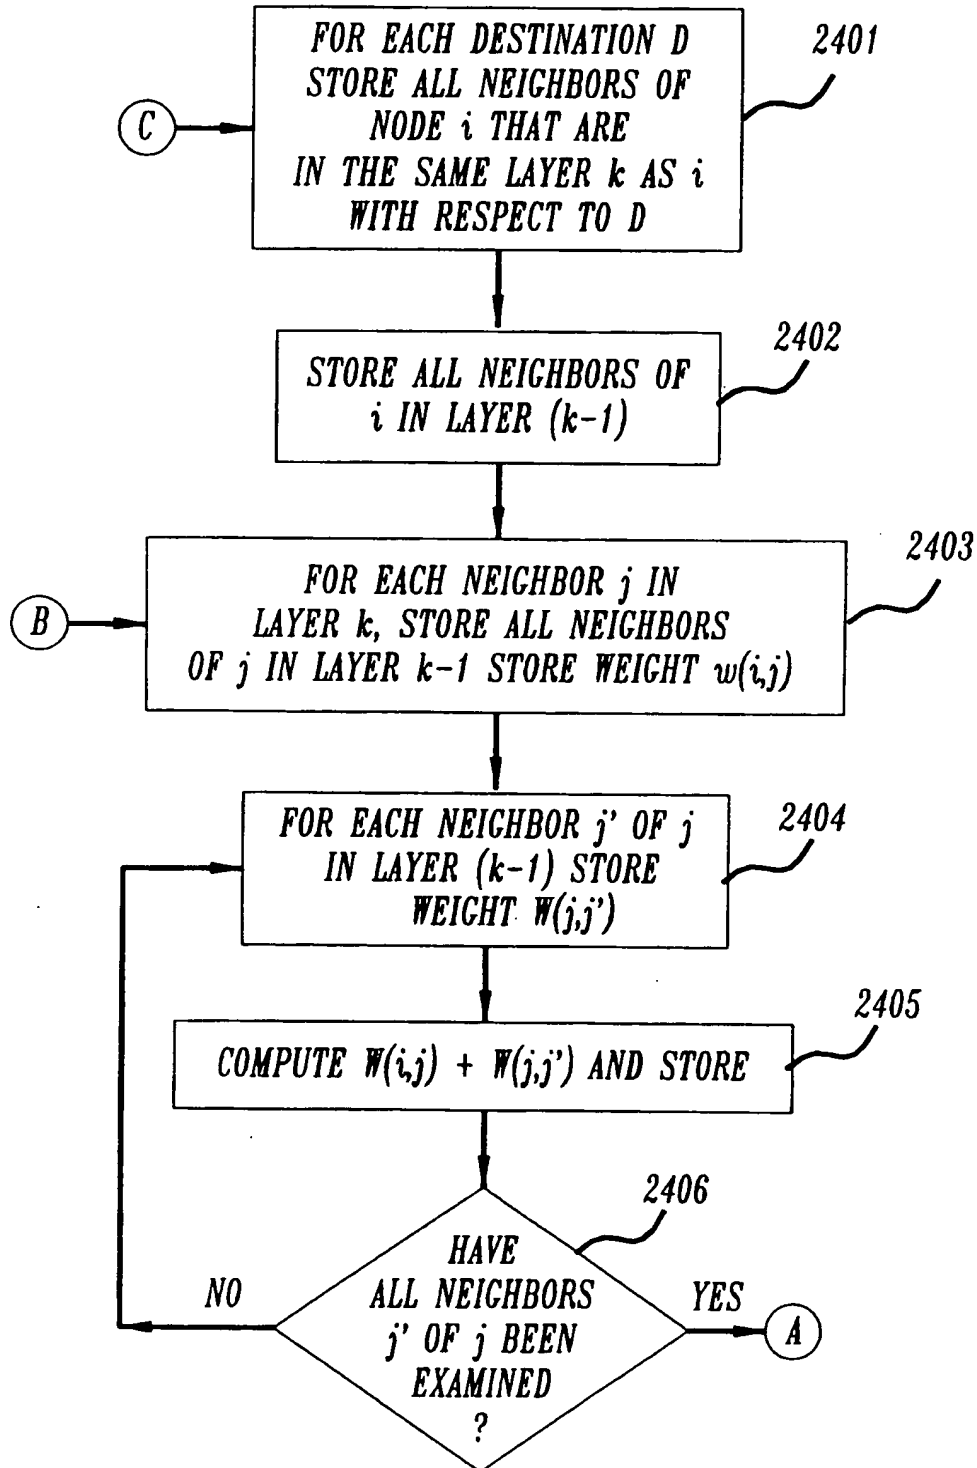 FOR EACH DESTINATION D
STORE ALL NEIGHBORS OF
NODE i THAT ARE
IN THE SAME LAYER k AS i
WITH RESPECT TO D
2401
C
STORE ALL NEIGHBORS OF
i IN LAYER (k-1)
2402
FOR EACH NEIGHBOR j IN
LAYER k, STORE ALL NEIGHBORS
OF j IN LAYER k-1 STORE WEIGHT w(i,j)
2403
B
FOR EACH NEIGHBOR j' OF j
IN LAYER (k-1) STORE
WEIGHT W(j,j')
2404
COMPUTE W(i,j) + W(j,j') AND STORE
2405
HAVE
ALL NEIGHBORS
j' OF j BEEN
EXAMINED
?
2406
NO
YES
A